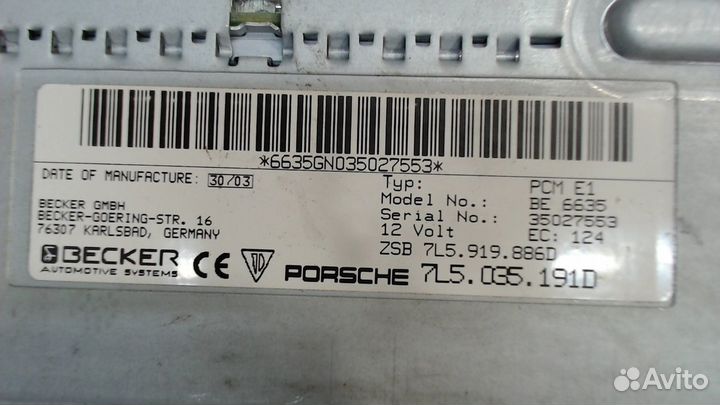 *6635GN035027553*
DATE OF MANUFACTURE: 30/03
BECKER GMBH
BECKER-GOERING-STR. 16
76307 KARLSBAD, GERMANY
BECKER
AUTOMOTIVE SYSTEMS
CE
Typ: PCM E1
Model No.: BE 6635
Serial No.: 35027553
12 Volt EC: 124
ZSB 7L5.919.886D
PORSCHE 7L5.035.191D
Avito